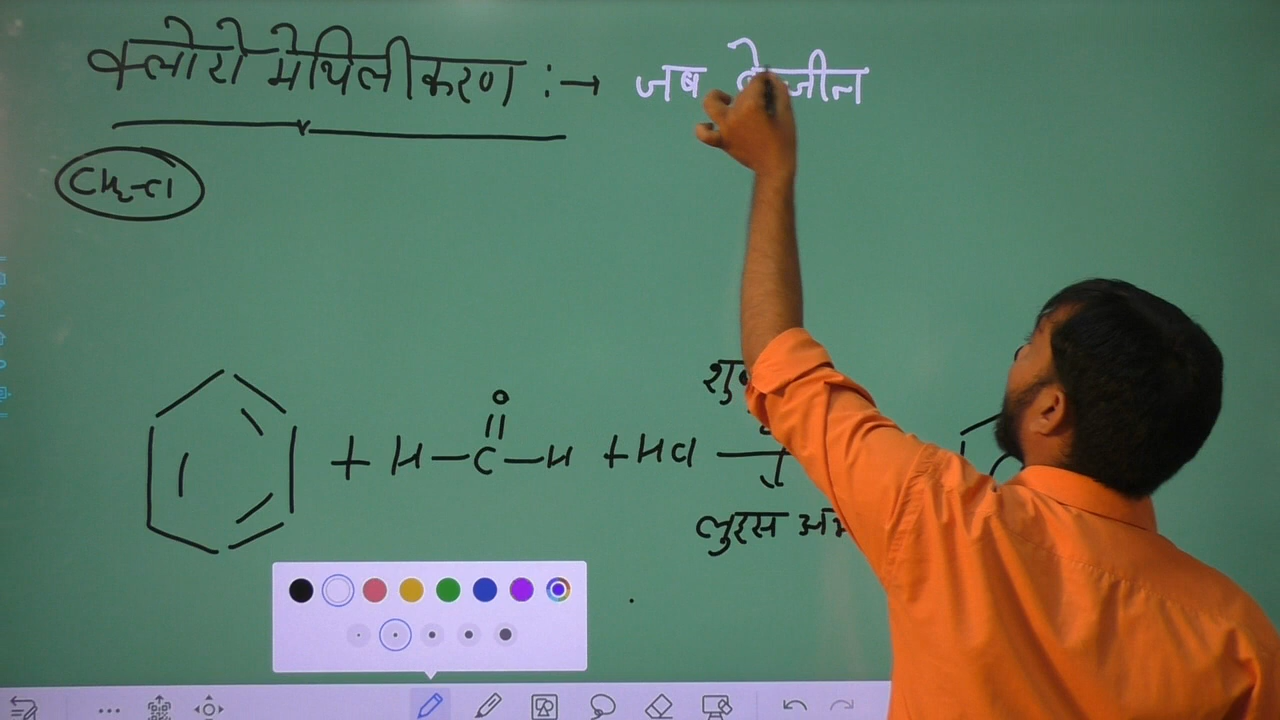 क्लोरो मेथिलीकरण :→ जब बेन्जीन
CH₂-Cl
O
+ H-C-H + HCl
लुइस